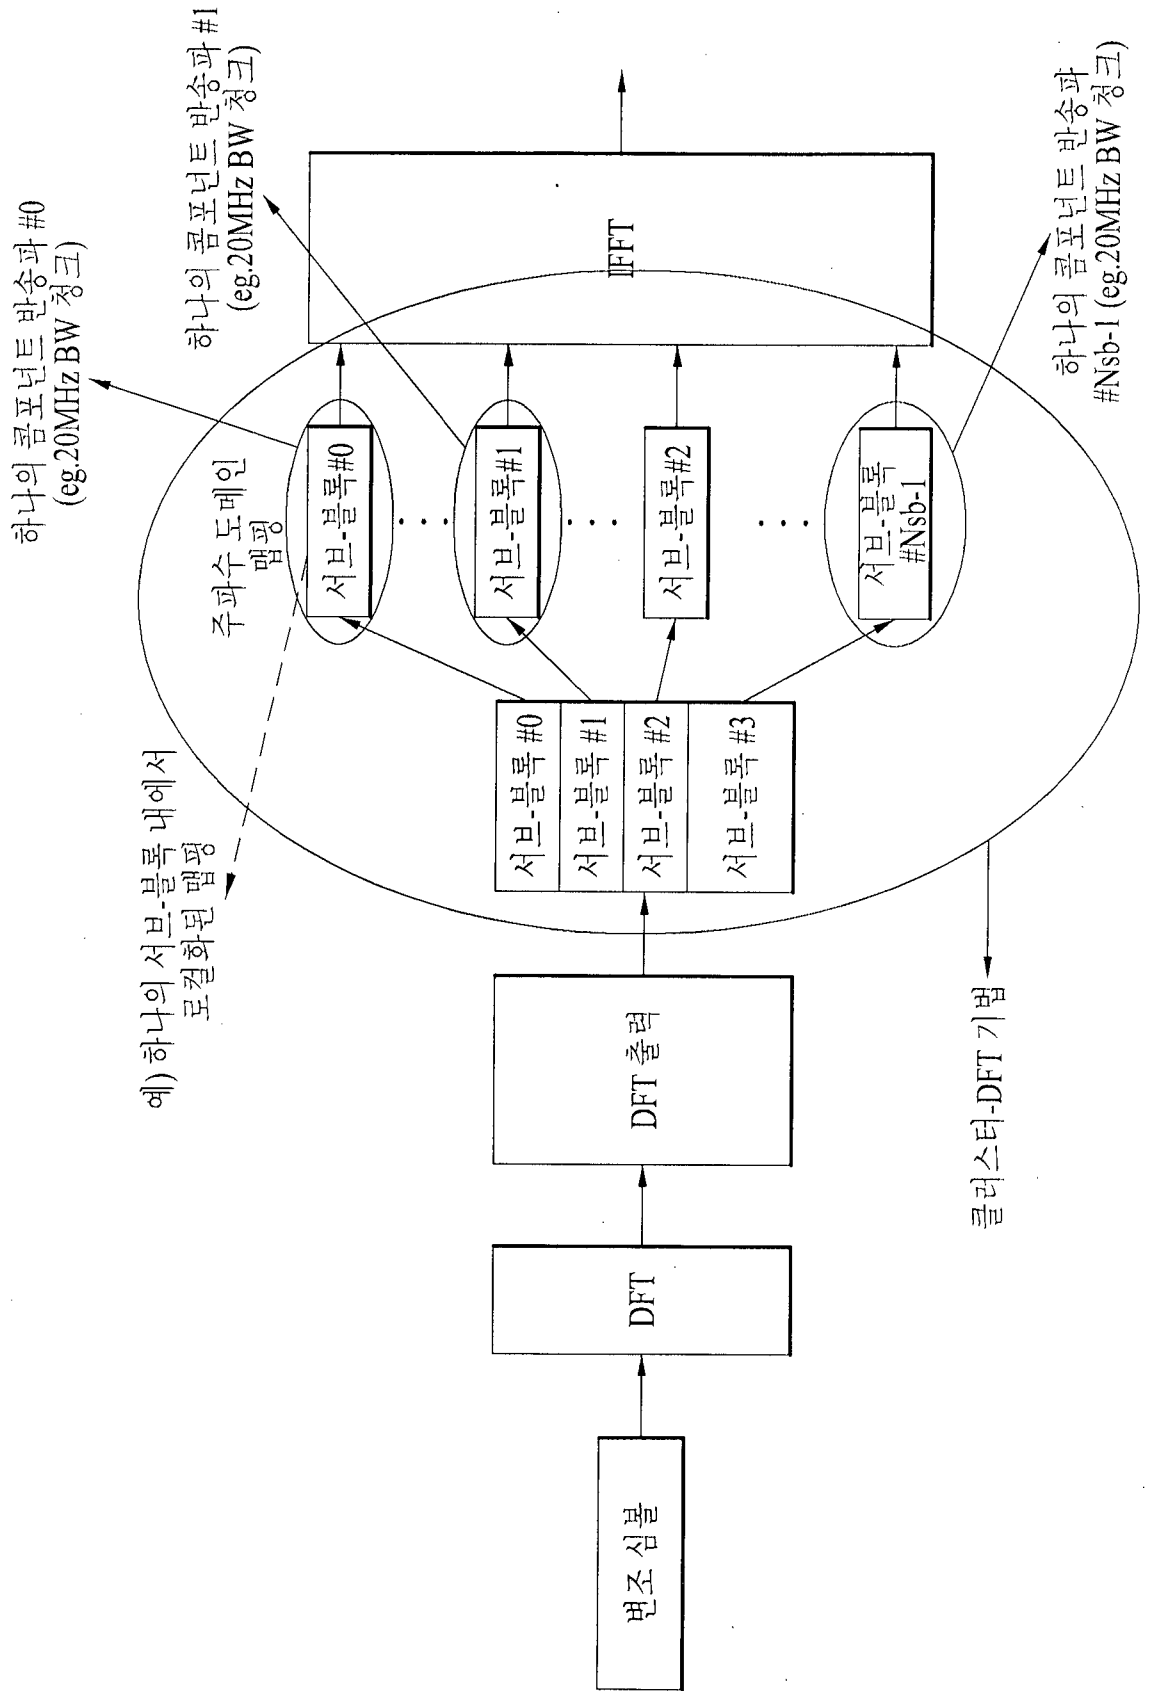 변조 심볼
DFT
DFT 출력
서브-블록 #0
서브-블록 #1
서브-블록 #2
서브-블록 #3
예) 하나의 서브-블록 내에서
로컬화된 맵핑
주파수 도메인
맵핑
서브-블록#0
서브-블록#1
서브-블록#2
서브-블록
#Nsb-1
IFFT
하나의 콤포넌트 반송파 #0
(eg.20MHz BW 청크)
하나의 콤포넌트 반송파 #1
(eg.20MHz BW 청크)
하나의 콤포넌트 반송파
#Nsb-1 (eg.20MHz BW 청크)
클러스터-DFT 기법